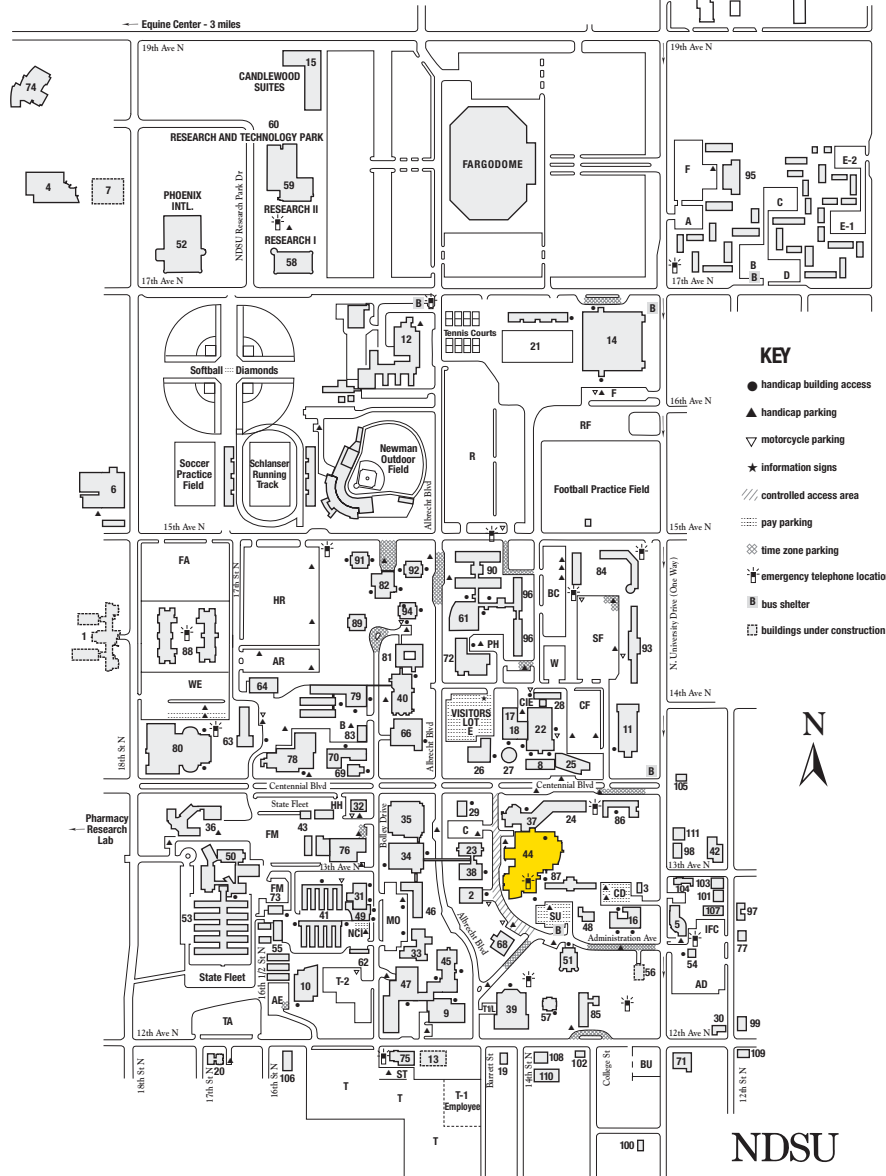 Equine Center - 3 miles
19th Ave N
19th Ave N
74
15
CANDLEWOOD
SUITES
60
RESEARCH AND TECHNOLOGY PARK
FARGODOME
NDSU Research Park Dr
4
7
59
PHOENIX
INTL.
RESEARCH II
52
RESEARCH I
58
F
95
E-2
C
A
E-1
B
B
D
17th Ave N
17th Ave N
B
B
12
Tennis Courts
21
14
Softball
Diamonds
F
16th Ave N
RF
KEY
handicap building access
handicap parking
motorcycle parking
information signs
controlled access area
pay parking
time zone parking
emergency telephone locatio
B
bus shelter
buildings under construction
Soccer
Practice
Field
Schlanser
Running
Track
Newman
Outdoor
Field
R
Football Practice Field
6
Albrecht Blvd
15th Ave N
15th Ave N
FA
17th St N
HR
91
82
92
90
84
BC
96
94
89
61
1
88
N. University Drive (One Way)
SF
93
96
PH
81
72
AR
W
WE
64
79
40
14th Ave N
VISITORS
LOT
E
CIE
28
CF
17
18
22
11
B
83
66
80
63
78
70
69
Albrecht Blvd
18th St N
26
27
8
25
B
105
Centennial Blvd
Centennial Blvd
State Fleet
HH
32
Pharmacy
Research
Lab
36
43
FM
76
13th Ave N
Bolley Drive
35
29
C
37
24
86
34
23
38
44
111
98
42
13th Ave N
50
FM
73
31
41
49
NCI
MO
46
2
87
CD
3
104
103
101
107
53
SU
48
16
5
97
IFC
B
Administration Ave
Albrecht Blvd
68
55
33
62
45
51
56
54
77
State Fleet
16th 1/2 St N
10
T-2
47
AD
AE
TA
9
T1/L
39
57
85
30
99
12th Ave N
12th Ave N
18th St N
17th St N
20
16th St N
106
75
13
ST
T
T
T-1
Employee
T
Barrett St
19
14th St N
108
110
102
College St
BU
71
12th St N
109
100
N
NDSU